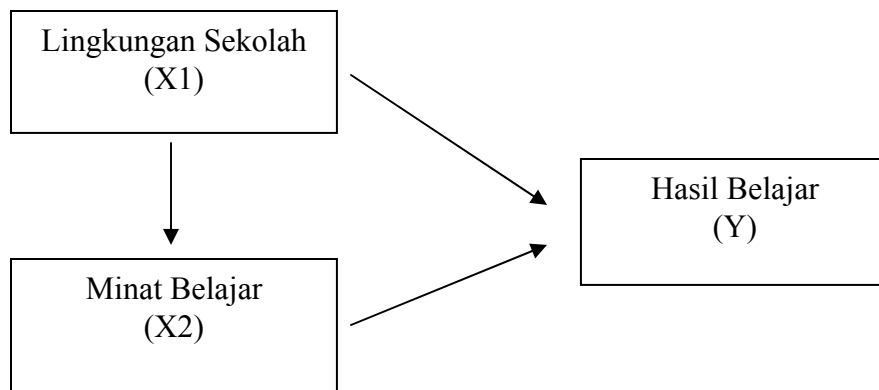 Lingkungan Sekolah
(X1)
Hasil Belajar
(Y)
Minat Belajar
(X2)